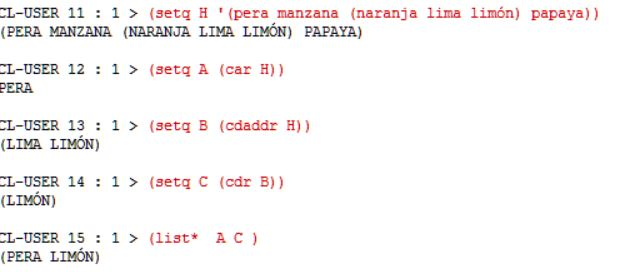 CL-USER 11 : 1 > (setq H '(pera manzana (naranja lima limón) papaya))
(PERA MANZANA (NARANJA LIMA LIMÓN) PAPAYA)
CL-USER 12 : 1 > (setq A (car H))
PERA
CL-USER 13 : 1 > (setq B (cdaddr H))
(LIMA LIMÓN)
CL-USER 14 : 1 > (setq C (cdr B))
(LIMÓN)
CL-USER 15 : 1 > (list*  A C )
(PERA LIMÓN)